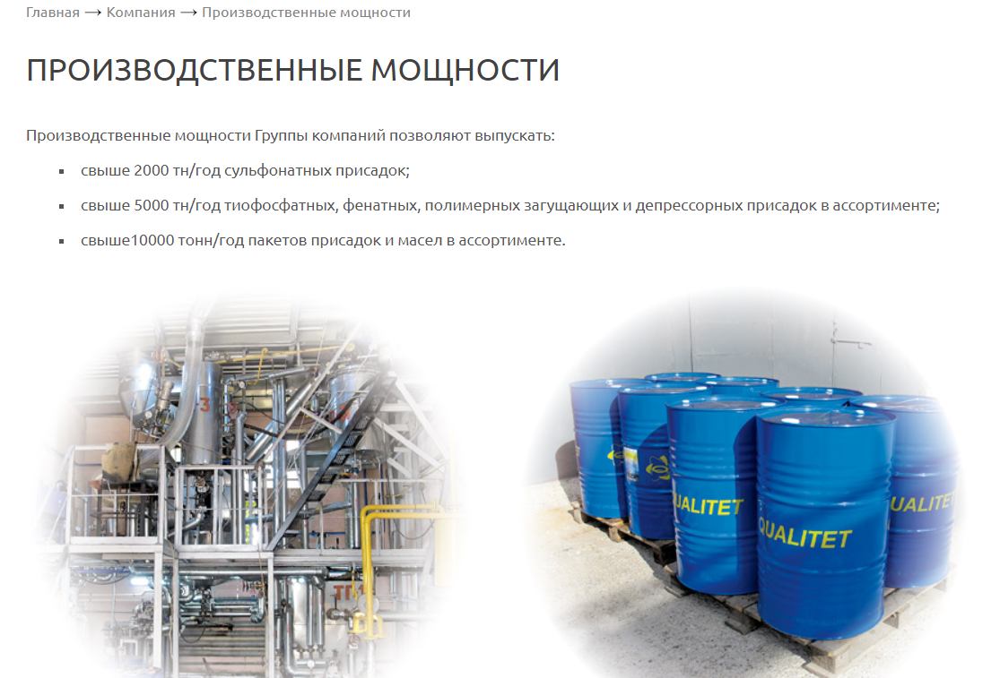 Главная → Компания → Производственные мощности
ПРОИЗВОДСТВЕННЫЕ МОЩНОСТИ
Производственные мощности Группы компаний позволяют выпускать:
▪ свыше 2000 тн/год сульфонатных присадок;
▪ свыше 5000 тн/год тиофосфатных, фенатных, полимерных загущающих и депрессорных присадок в ассортименте;
▪ свыше10000 тонн/год пакетов присадок и масел в ассортименте.
3
QUALITET
QUALITET
UALITET